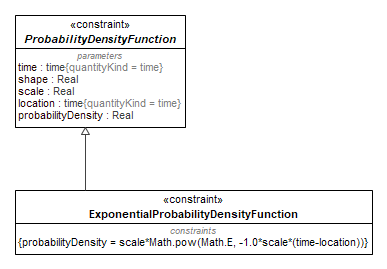 «constraint»
ProbabilityDensityFunction
parameters
time : time{quantityKind = time}
shape : Real
scale : Real
location : time{quantityKind = time}
probabilityDensity : Real
«constraint»
ExponentialProbabilityDensityFunction
constraints
{probabilityDensity = scale*Math.pow(Math.E, -1.0*scale*(time-location))}